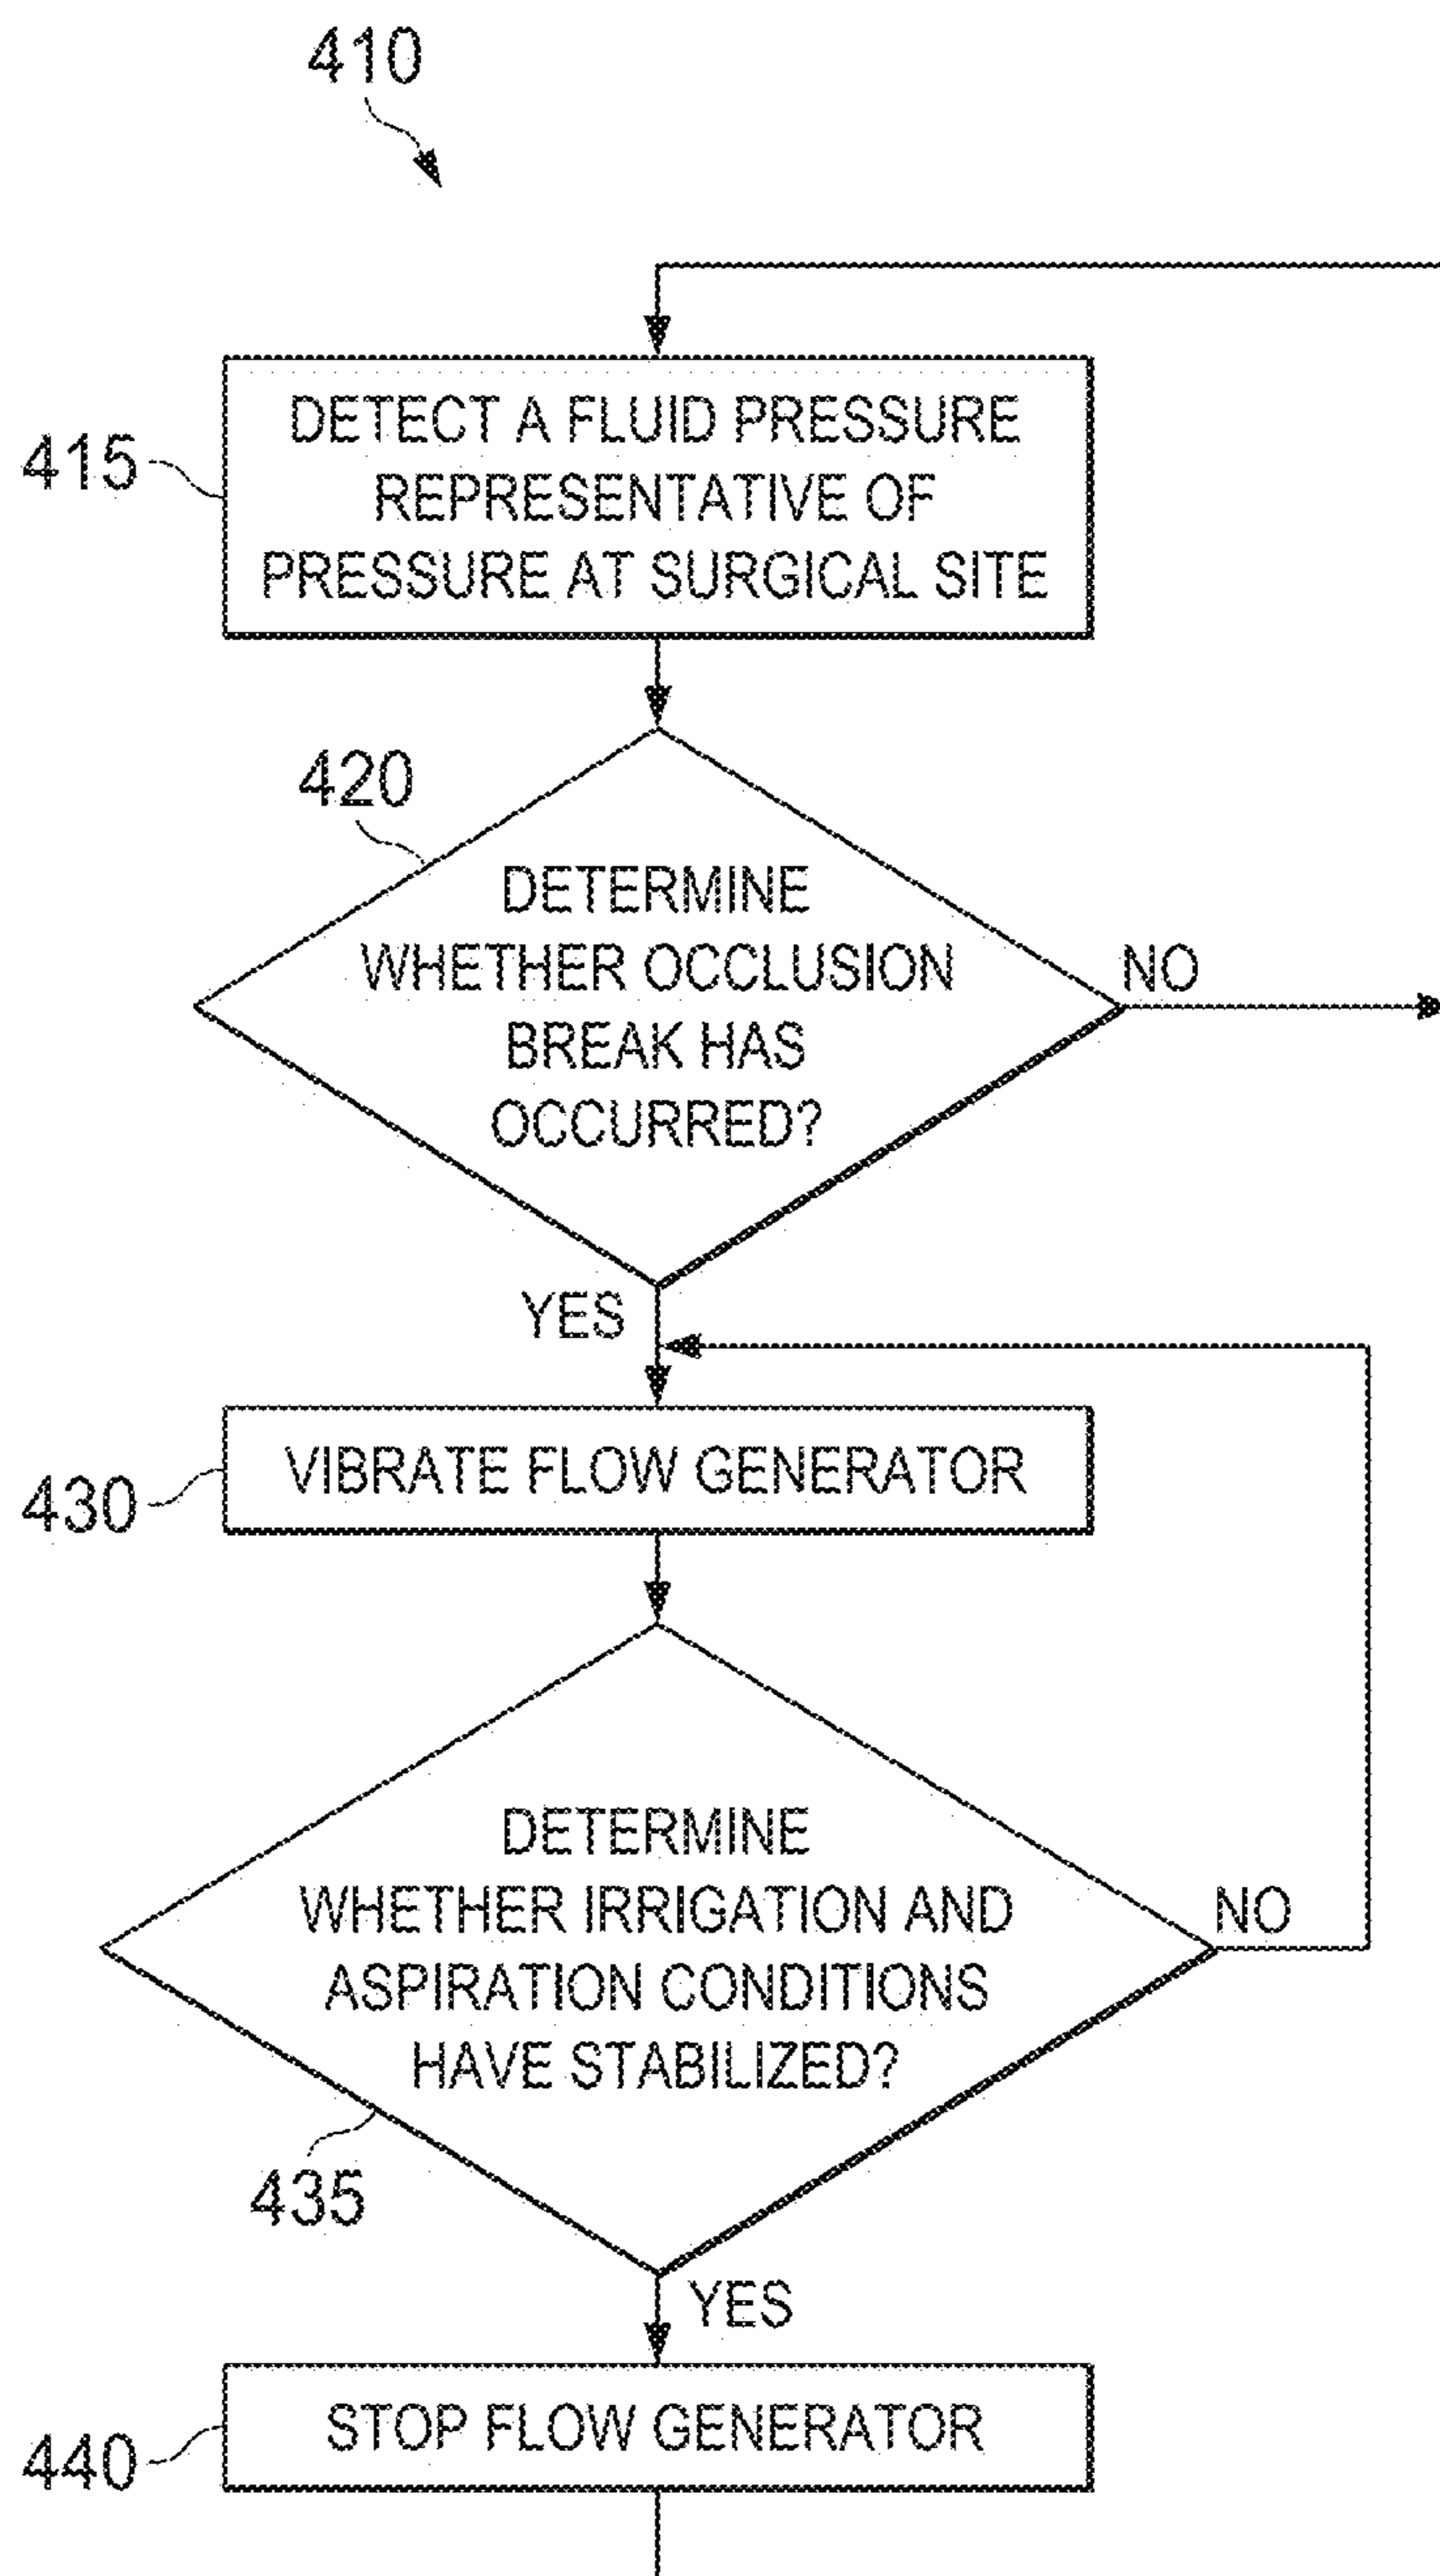 410
415
DETECT A FLUID PRESSURE
REPRESENTATIVE OF
PRESSURE AT SURGICAL SITE
420
DETERMINE
WHETHER OCCLUSION
BREAK HAS
OCCURRED?
NO
YES
430
VIBRATE FLOW GENERATOR
DETERMINE
WHETHER IRRIGATION AND
ASPIRATION CONDITIONS
HAVE STABILIZED?
NO
435
YES
440
STOP FLOW GENERATOR